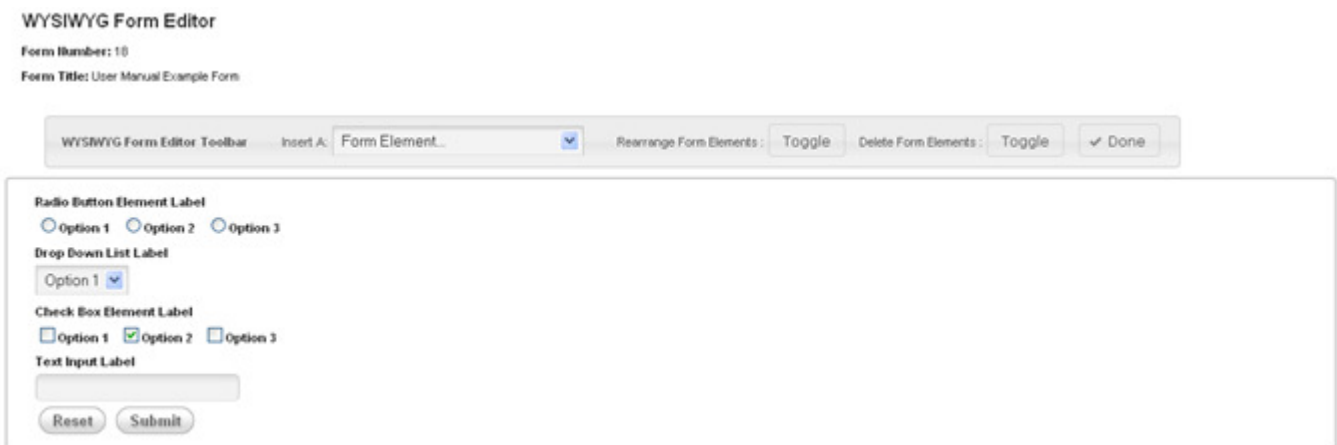 WYSIWYG Form Editor
Form Number: 18
Form Title: User Manual Example Form
WYSIWYG Form Editor Toolbar Insert A: Form Element... Rearrange Form Elements : Toggle Delete Form Elements : Toggle ✓ Done
Radio Button Element Label
Option 1 Option 2 Option 3
Drop Down List Label
Option 1
Check Box Element Label
Option 1 Option 2 Option 3
Text Input Label
Reset Submit